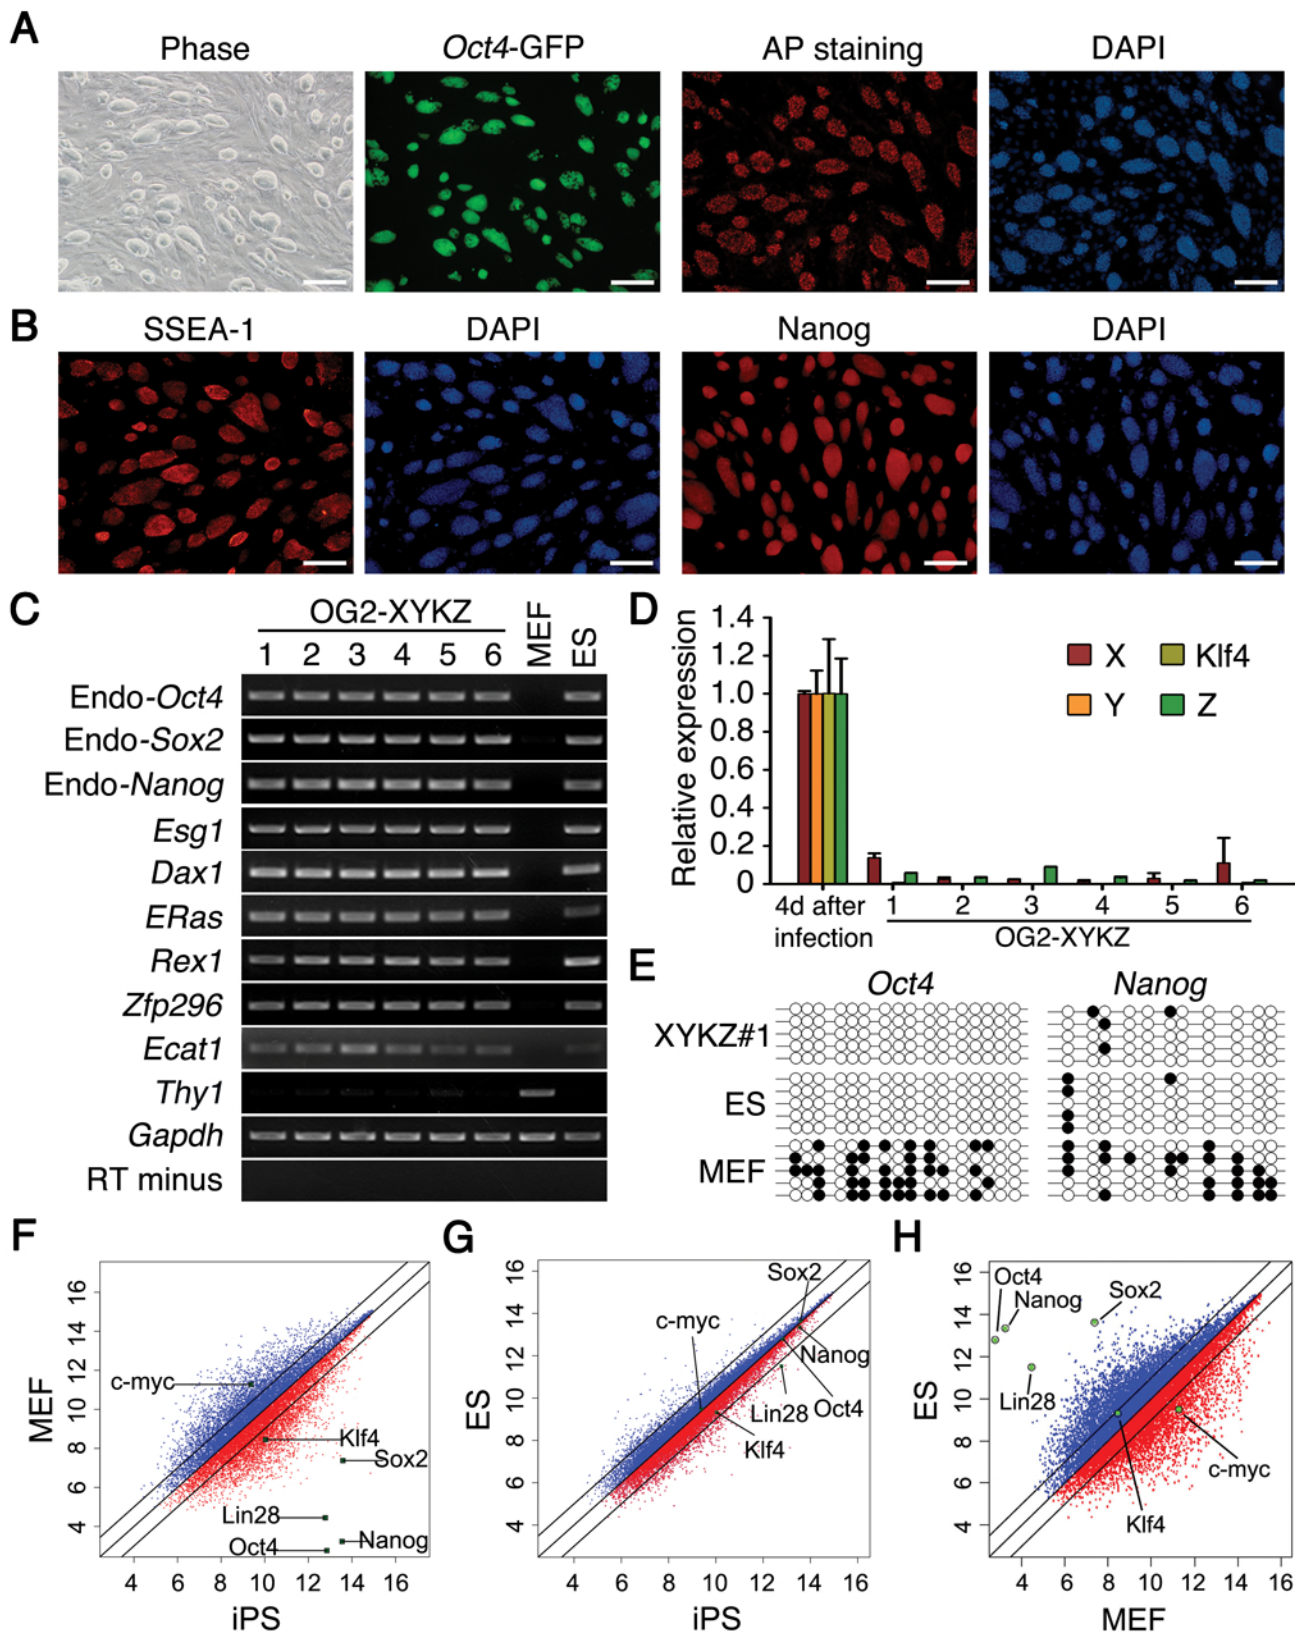 A
Phase Oct4-GFP AP staining DAPI
B
SSEA-1 DAPI Nanog DAPI
C
OG2-XYKZ MEF ES
1 2 3 4 5 6
Endo-Oct4
Endo-Sox2
Endo-Nanog
Esg1
Dax1
ERas
Rex1
Zfp296
Ecat1
Thy1
Gapdh
RT minus
D
Relative expression
1.4
1.2
1.0
0.8
0.6
0.4
0.2
0
X Klf4
Y Z
4d after
infection
1 2 3 4 5 6
OG2-XYKZ
E
Oct4 Nanog
XYKZ#1
ES
MEF
F
MEF
16
14
12
10
8
6
4
c-myc
Klf4
Sox2
Lin28
Nanog
Oct4
4 6 8 10 12 14 16
iPS
G
ES
16
14
12
10
8
6
4
Sox2
c-myc
Nanog
Lin28 Oct4
Klf4
4 6 8 10 12 14 16
iPS
H
ES
16
14
12
10
8
6
4
Oct4
Nanog
Sox2
Lin28
c-myc
Klf4
4 6 8 10 12 14 16
MEF